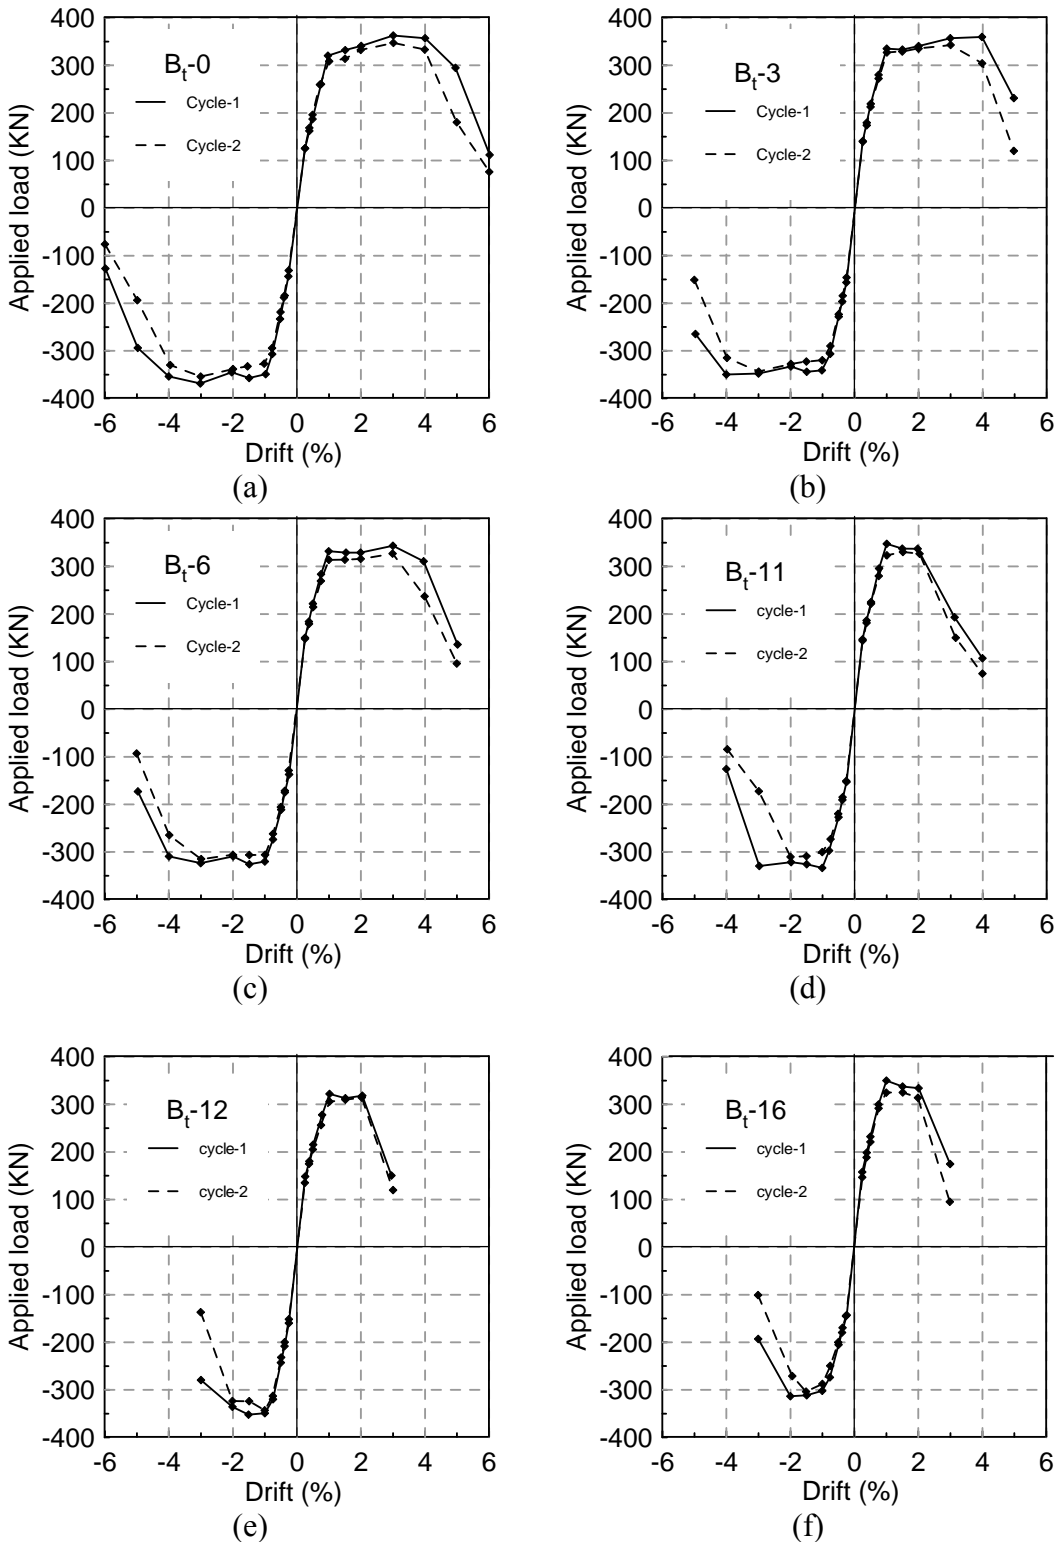 400
300
200
100
0
-100
-200
-300
-400
Applied load (KN)
Bt-0
Cycle-1
Cycle-2
-6 -4 -2 0 2 4 6
Drift (%)
(a)
400
300
200
100
0
-100
-200
-300
-400
Applied load (KN)
Bt-3
Cycle-1
Cycle-2
-6 -4 -2 0 2 4 6
Drift (%)
(b)
400
300
200
100
0
-100
-200
-300
-400
Applied load (KN)
Bt-6
Cycle-1
Cycle-2
-6 -4 -2 0 2 4 6
Drift (%)
(c)
400
300
200
100
0
-100
-200
-300
-400
Applied load (KN)
Bt-11
cycle-1
cycle-2
-6 -4 -2 0 2 4 6
Drift (%)
(d)
400
300
200
100
0
-100
-200
-300
-400
Applied load (KN)
Bt-12
cycle-1
cycle-2
-6 -4 -2 0 2 4 6
Drift (%)
(e)
400
300
200
100
0
-100
-200
-300
-400
Applied load (KN)
Bt-16
cycle-1
cycle-2
-6 -4 -2 0 2 4 6
Drift (%)
(f)